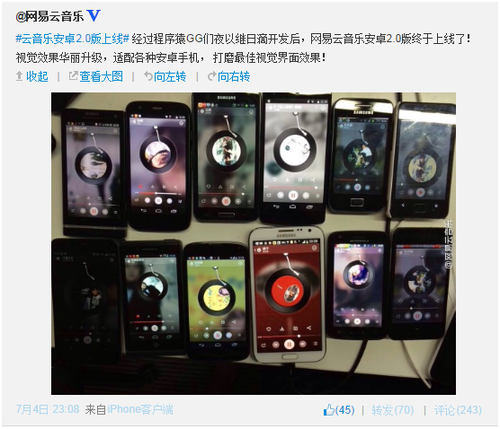 @网易云音乐
#云音乐安卓2.0版上线# 经过程序猿GG们夜以继日滴开发后，网易云音乐安卓2.0版终于上线了！
视觉效果华丽升级，适配各种安卓手机， 打磨最佳视觉界面效果！
收起 | 查看大图 | 向左转 向右转
SAMSUNG
SAMSUNG
SAMSUNG
7月4日 23:08 来自iPhone客户端 (45) | 转发(70) | 评论(243)